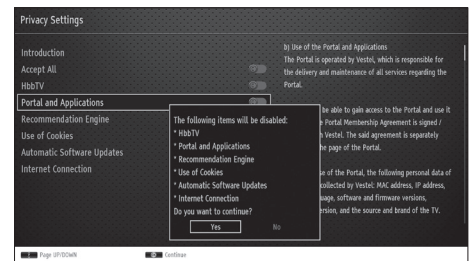 Privacy Settings
Introduction
Accept All
HbbTV
Portal and Applications
Recommendation Engine
Use of Cookies
Automatic Software Updates
Internet Connection
b) Use of the Portal and Applications
The Portal is operated by Vestel, which is responsible for
the delivery and maintenance of all services regarding the
Portal.
be able to gain access to the Portal and use it
e Portal Membership Agreement is signed /
h Vestel. The said agreement is separately
he page of the Portal.
se of the Portal, the following personal data of
collected by Vestel: MAC address, IP address,
uage, software and firmware versions,
ersion, and the source and brand of the TV.
The following items will be disabled:
* HbbTV
* Portal and Applications
* Recommendation Engine
* Use of Cookies
* Automatic Software Updates
* Internet Connection
Do you want to continue?
Yes No
Page UP/DOWN Continue